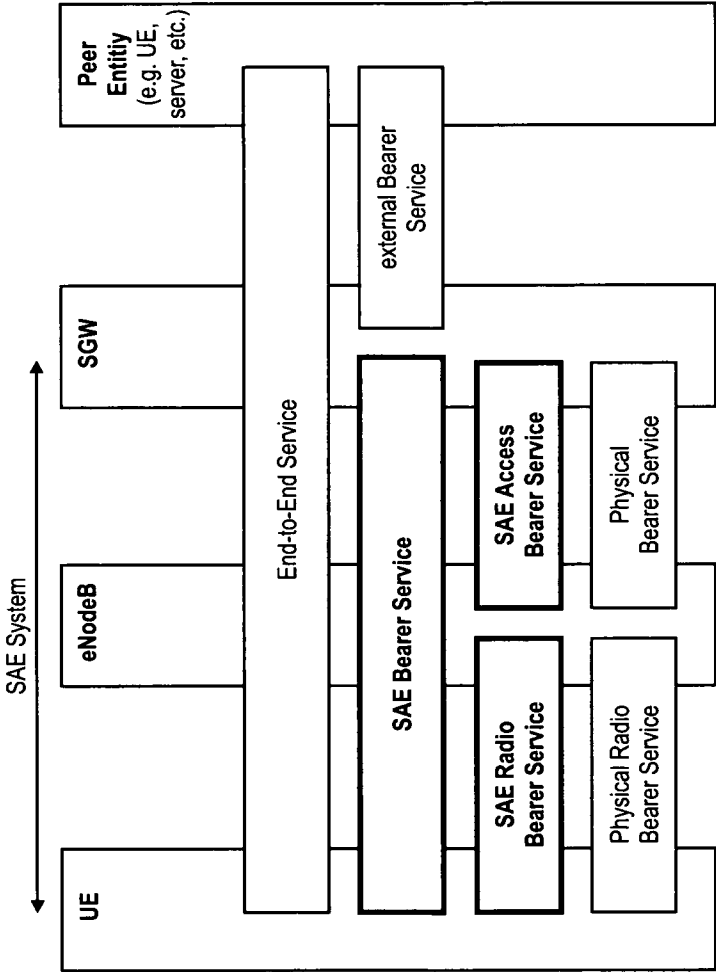 SAE System
UE
eNodeB
SGW
Peer
Entitiy
(e.g. UE,
server, etc.)
End-to-End Service
SAE Bearer Service
external Bearer
Service
SAE Radio
Bearer Service
SAE Access
Bearer Service
Physical Radio
Bearer Service
Physical
Bearer Service